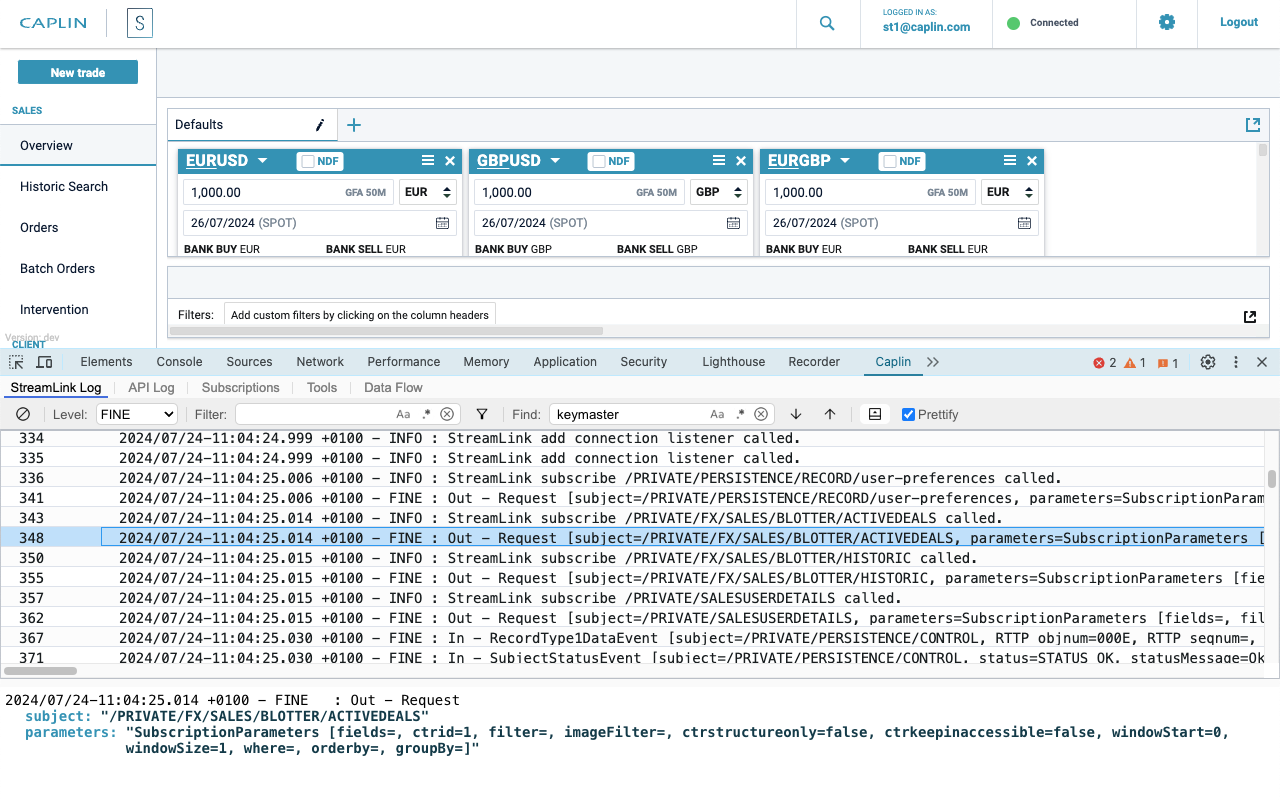 CAPLIN S LOGGED IN AS: st1@caplin.com Connected Logout
New trade
SALES
Overview
Historic Search
Orders
Batch Orders
Intervention
Version: dev
CLIENT
Defaults
EURUSD NDF
1,000.00 GFA 50M EUR
26/07/2024 (SPOT)
BANK BUY EUR BANK SELL EUR
GBPUSD NDF
1,000.00 GFA 50M GBP
26/07/2024 (SPOT)
BANK BUY GBP BANK SELL GBP
EURGBP NDF
1,000.00 GFA 50M EUR
26/07/2024 (SPOT)
BANK BUY EUR BANK SELL EUR
Filters: Add custom filters by clicking on the column headers
Elements Console Sources Network Performance Memory Application Security Lighthouse Recorder Caplin 2 1 1
StreamLink Log API Log Subscriptions Tools Data Flow
Level: FINE Filter: Aa .* Find: keymaster Aa .* Prettify
334 2024/07/24-11:04:24.999 +0100 - INFO : StreamLink add connection listener called.
335 2024/07/24-11:04:24.999 +0100 - INFO : StreamLink add connection listener called.
336 2024/07/24-11:04:25.006 +0100 - INFO : StreamLink subscribe /PRIVATE/PERSISTENCE/RECORD/user-preferences called.
341 2024/07/24-11:04:25.006 +0100 - FINE : Out - Request [subject=/PRIVATE/PERSISTENCE/RECORD/user-preferences, parameters=SubscriptionParam
343 2024/07/24-11:04:25.014 +0100 - INFO : StreamLink subscribe /PRIVATE/FX/SALES/BLOTTER/ACTIVEDEALS called.
348 2024/07/24-11:04:25.014 +0100 - FINE : Out - Request [subject=/PRIVATE/FX/SALES/BLOTTER/ACTIVEDEALS, parameters=SubscriptionParameters [
350 2024/07/24-11:04:25.015 +0100 - INFO : StreamLink subscribe /PRIVATE/FX/SALES/BLOTTER/HISTORIC called.
355 2024/07/24-11:04:25.015 +0100 - FINE : Out - Request [subject=/PRIVATE/FX/SALES/BLOTTER/HISTORIC, parameters=SubscriptionParameters [fie
357 2024/07/24-11:04:25.015 +0100 - INFO : StreamLink subscribe /PRIVATE/SALESUSERDETAILS called.
362 2024/07/24-11:04:25.015 +0100 - FINE : Out - Request [subject=/PRIVATE/SALESUSERDETAILS, parameters=SubscriptionParameters [fields=, fil
367 2024/07/24-11:04:25.030 +0100 - FINE : In - RecordType1DataEvent [subject=/PRIVATE/PERSISTENCE/CONTROL, RTTP objnum=000E, RTTP seqnum=,
371 2024/07/24-11:04:25.030 +0100 - FINE : In - SubjectStatusEvent [subject=/PRIVATE/PERSISTENCE/CONTROL, status=STATUS OK, statusMessage=Ok
2024/07/24-11:04:25.014 +0100 - FINE : Out - Request
subject: "/PRIVATE/FX/SALES/BLOTTER/ACTIVEDEALS"
parameters: "SubscriptionParameters [fields=, ctrid=1, filter=, imageFilter=, ctrstructureonly=false, ctrkeepinaccessible=false, windowStart=0,
windowSize=1, where=, orderby=, groupBy=]"